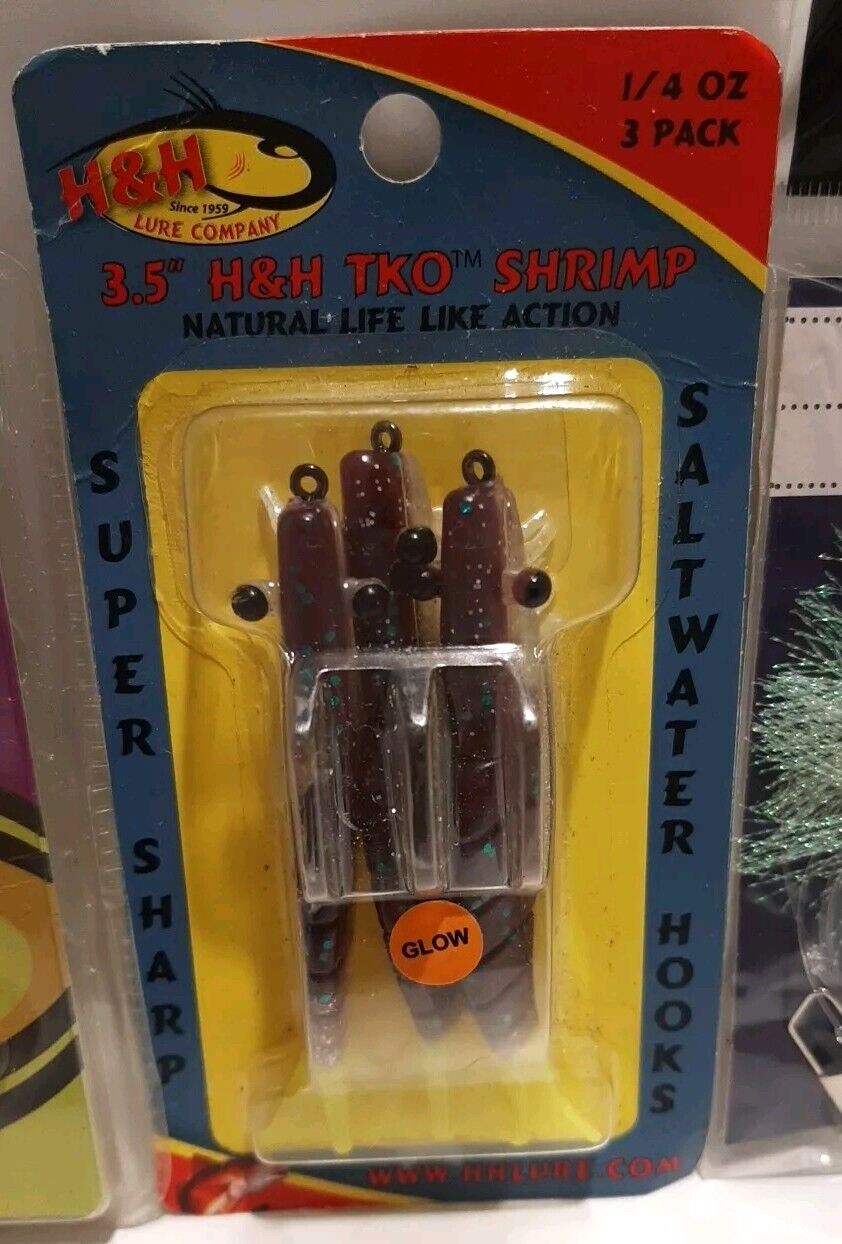 1/4 OZ
3 PACK
H&H
Since 1959
LURE COMPANY
3.5" H&H TKO™ SHRIMP
NATURAL LIFE LIKE ACTION
SUPER SHARP
SALTWATER HOOKS
GLOW
WWW.HHLURE.COM